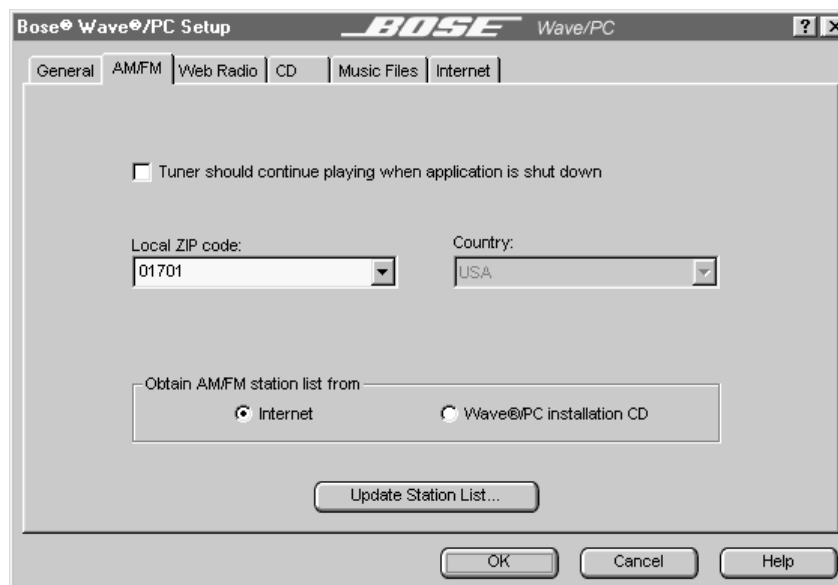 Bose® Wave®/PC Setup BOSE Wave/PC
General AM/FM Web Radio CD Music Files Internet
Tuner should continue playing when application is shut down
Local ZIP code: Country:
01701 USA
Obtain AM/FM station list from
Internet Wave®/PC installation CD
Update Station List...
OK Cancel Help